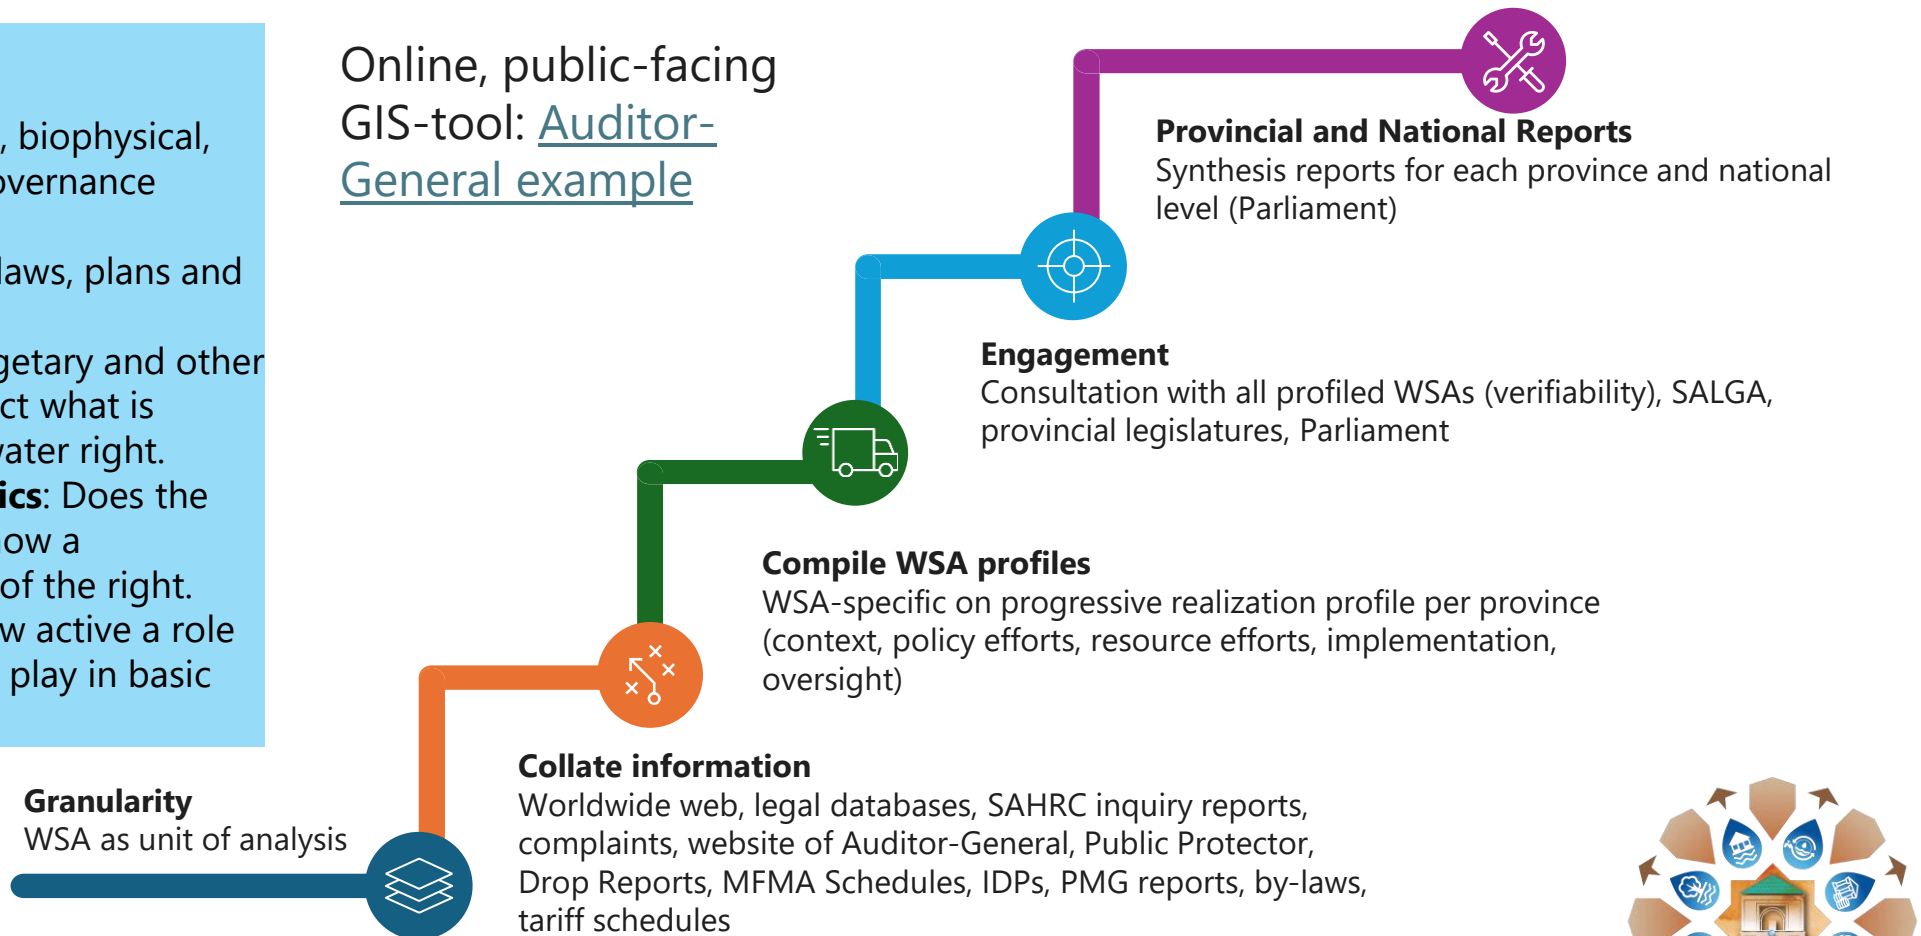 , biophysical,
overnance
laws, plans and
getary and other
ct what is
vater right.
ics: Does the
now a
of the right.
w active a role
play in basic
Online, public-facing
GIS-tool: Auditor-
General example
Provincial and National Reports
Synthesis reports for each province and national
level (Parliament)
Engagement
Consultation with all profiled WSAs (verifiability), SALGA,
provincial legislatures, Parliament
Compile WSA profiles
WSA-specific on progressive realization profile per province
(context, policy efforts, resource efforts, implementation,
oversight)
Collate information
Worldwide web, legal databases, SAHRC inquiry reports,
complaints, website of Auditor-General, Public Protector,
Drop Reports, MFMA Schedules, IDPs, PMG reports, by-laws,
tariff schedules
Granularity
WSA as unit of analysis